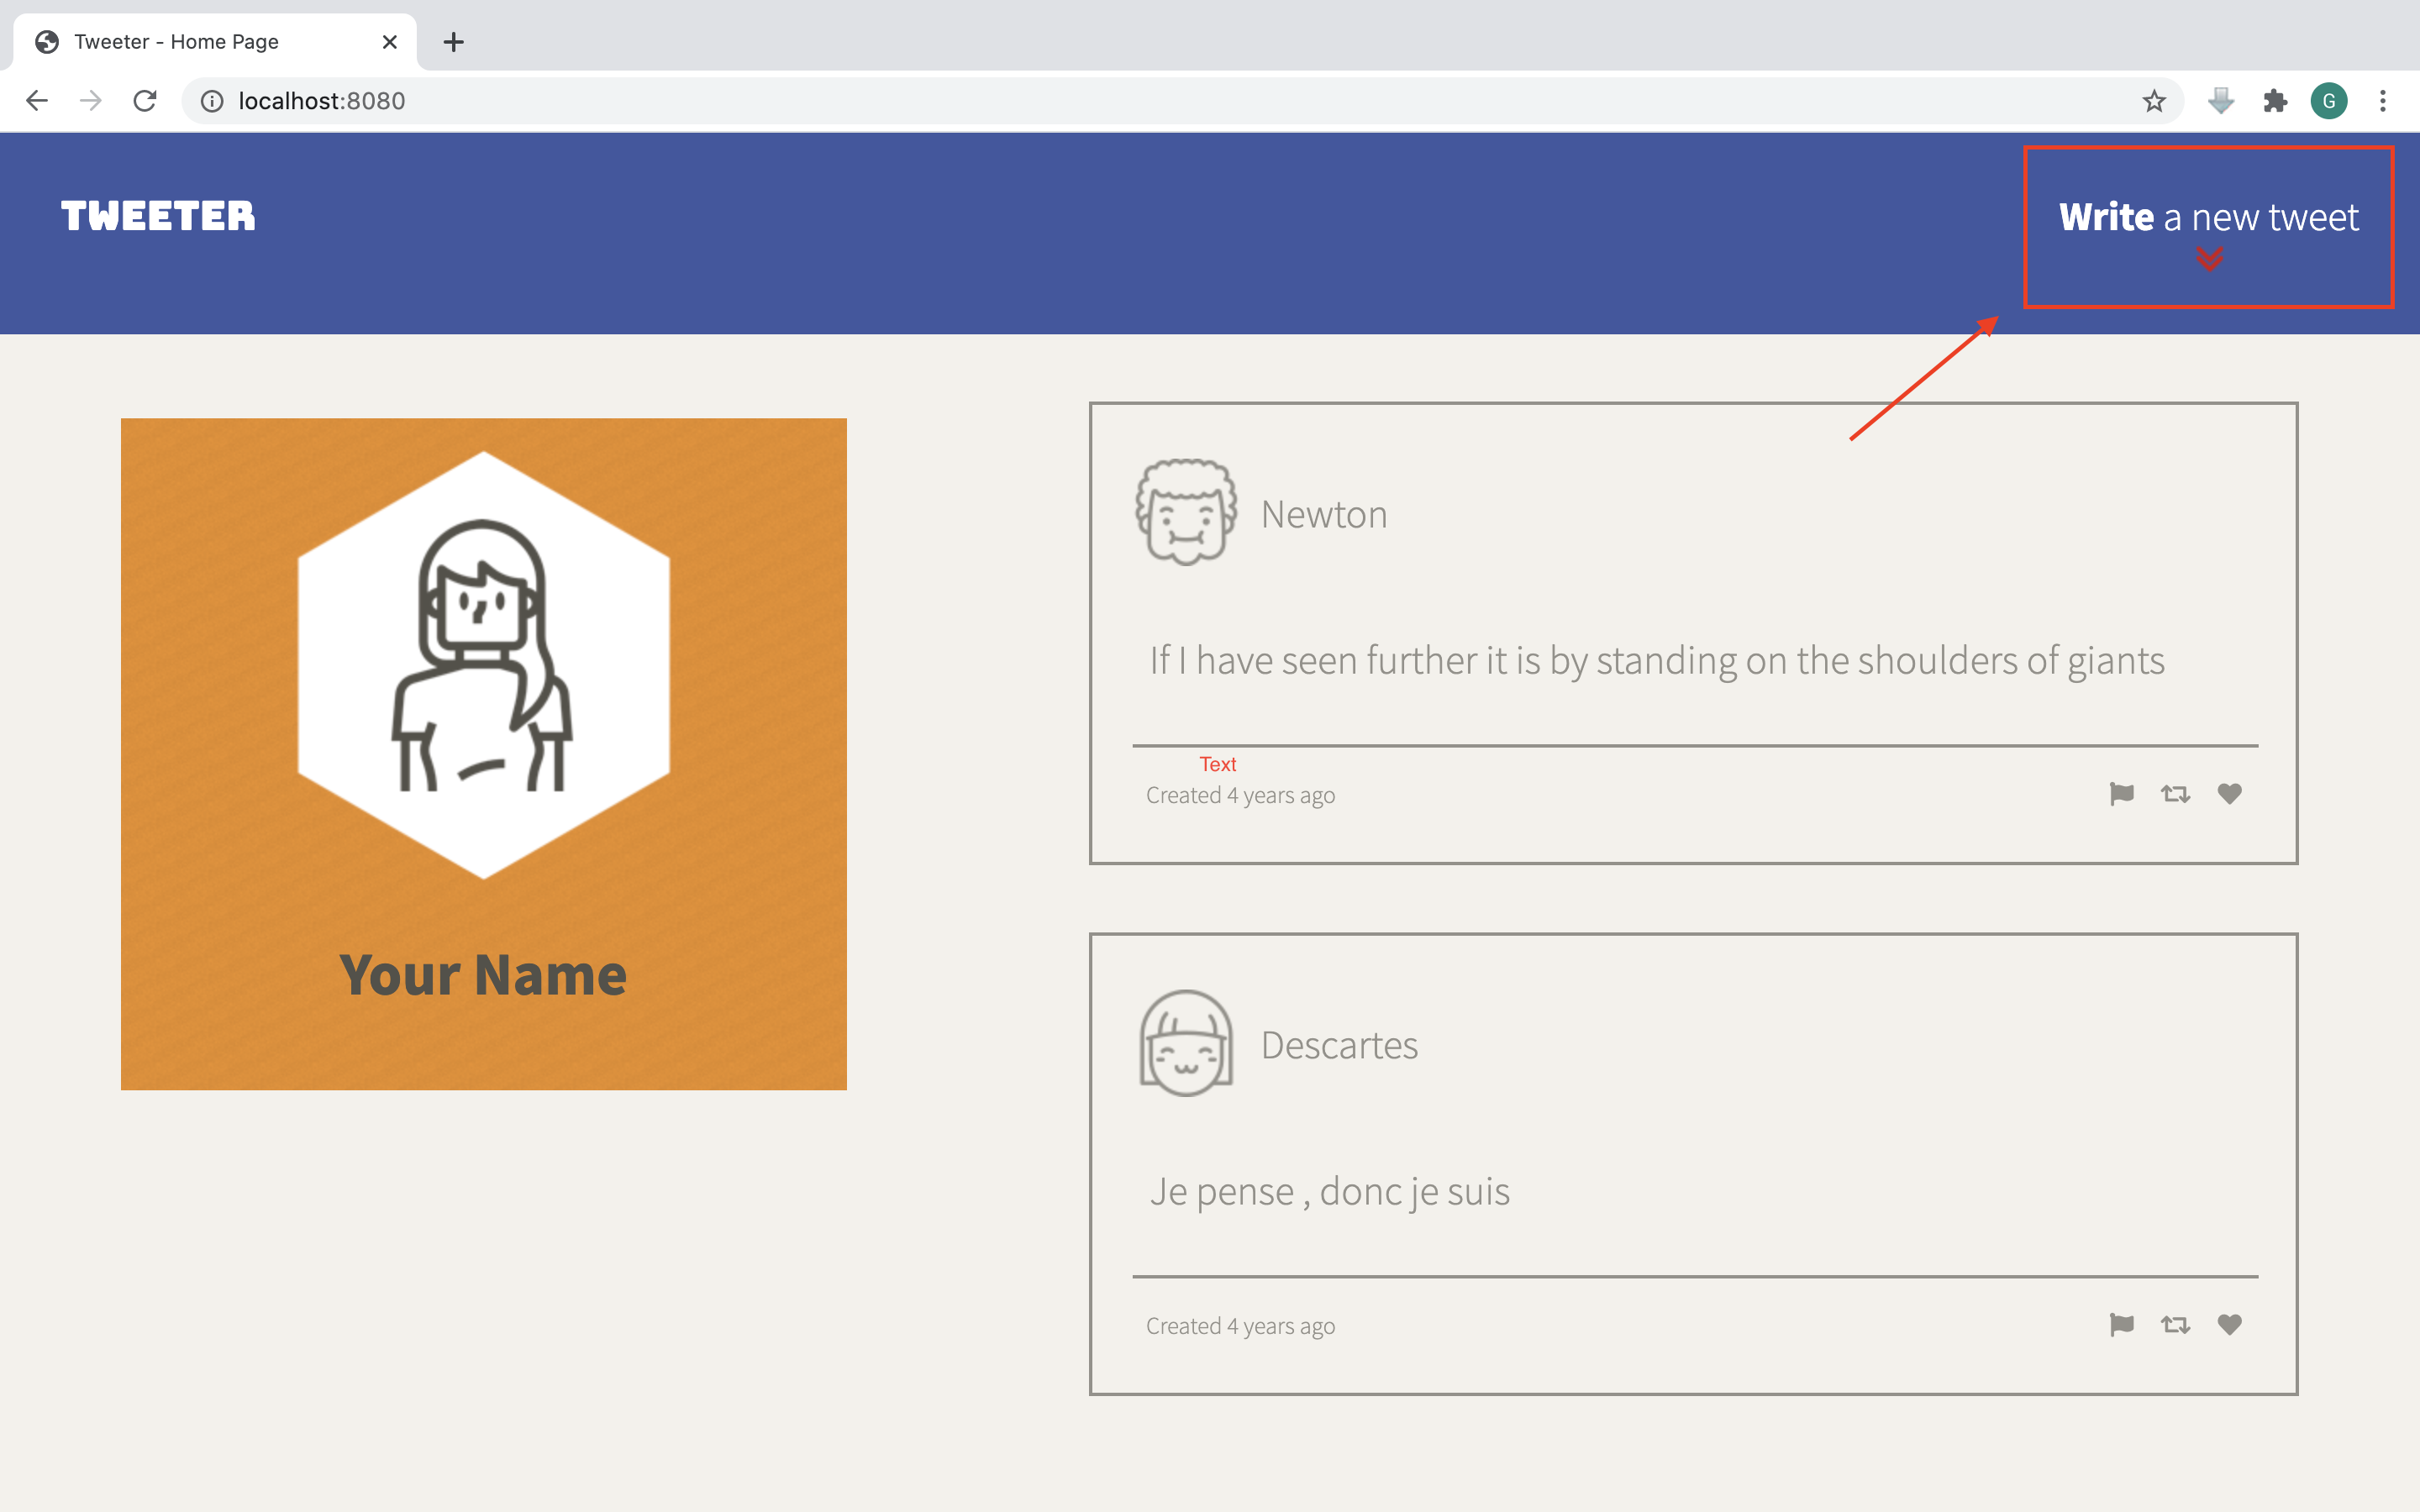 Tweeter - Home Page
localhost:8080
G
TWEETER
Write a new tweet
Your Name
Newton
If I have seen further it is by standing on the shoulders of giants
Text
Created 4 years ago
Descartes
Je pense , donc je suis
Created 4 years ago